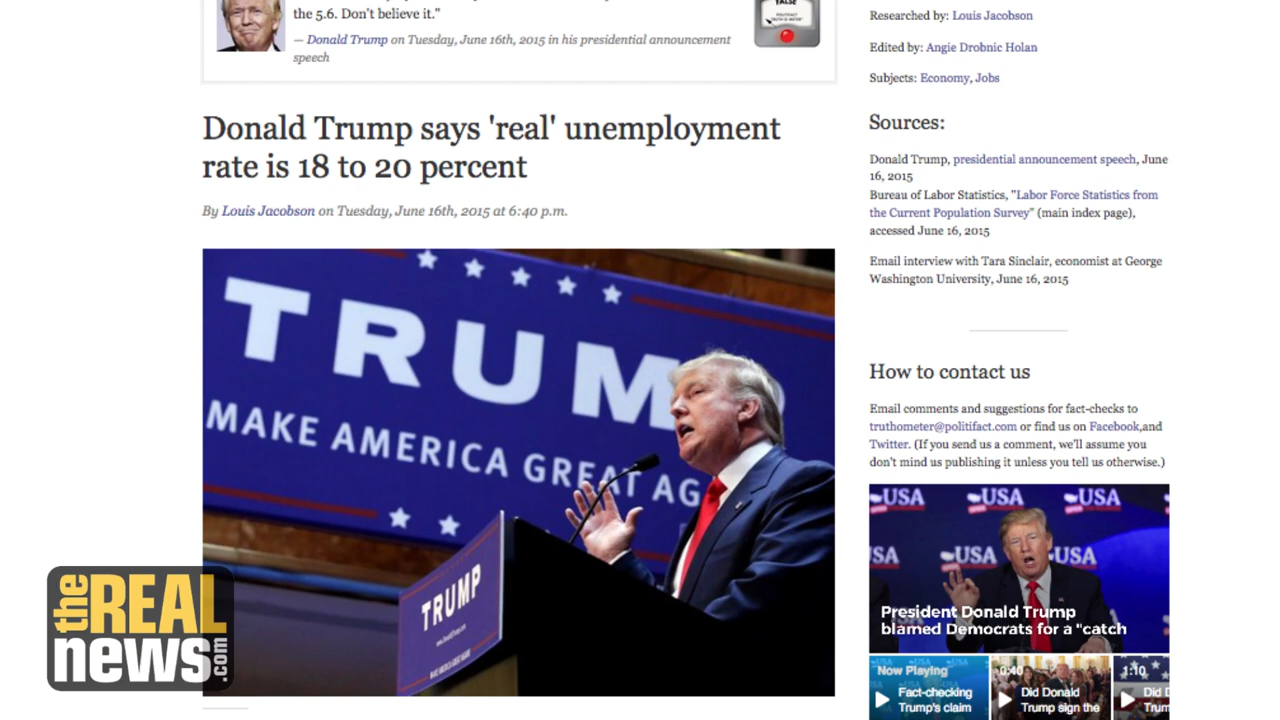 the 5.6. Don't believe it."
— Donald Trump on Tuesday, June 16th, 2015 in his presidential announcement
speech
FALSE
Donald Trump says 'real' unemployment
rate is 18 to 20 percent
By Louis Jacobson on Tuesday, June 16th, 2015 at 6:40 p.m.
TRUMP
MAKE AMERICA GREAT AG
TRUMP
Researched by: Louis Jacobson
Edited by: Angie Drobnic Holan
Subjects: Economy, Jobs
Sources:
Donald Trump, presidential announcement speech, June
16, 2015
Bureau of Labor Statistics, "Labor Force Statistics from
the Current Population Survey" (main index page),
accessed June 16, 2015
Email interview with Tara Sinclair, economist at George
Washington University, June 16, 2015
How to contact us
Email comments and suggestions for fact-checks to
truthometer@politifact.com or find us on Facebook,and
Twitter. (If you send us a comment, we'll assume you
don't mind us publishing it unless you tell us otherwise.)
USA USA USA
SA USA USA
President Donald Trump
blamed Democrats for a "catch
Now Playing
Fact-checking
Trump's claim
0:40
Did Donald
Trump sign the
1:10
Did D
Trum
the REAL
news.com